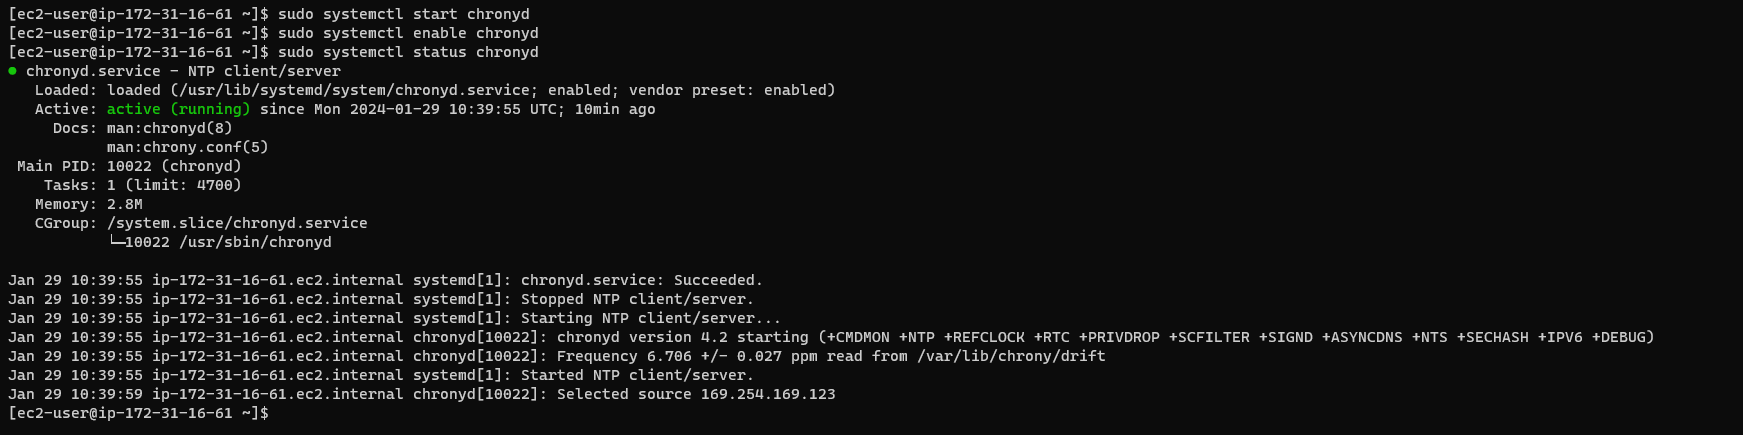 [ec2-user@ip-172-31-16-61 ~]$ sudo systemctl start chronyd
[ec2-user@ip-172-31-16-61 ~]$ sudo systemctl enable chronyd
[ec2-user@ip-172-31-16-61 ~]$ sudo systemctl status chronyd
● chronyd.service - NTP client/server
   Loaded: loaded (/usr/lib/systemd/system/chronyd.service; enabled; vendor preset: enabled)
   Active: active (running) since Mon 2024-01-29 10:39:55 UTC; 10min ago
     Docs: man:chronyd(8)
           man:chrony.conf(5)
 Main PID: 10022 (chronyd)
    Tasks: 1 (limit: 4700)
   Memory: 2.8M
   CGroup: /system.slice/chronyd.service
           └─10022 /usr/sbin/chronyd

Jan 29 10:39:55 ip-172-31-16-61.ec2.internal systemd[1]: chronyd.service: Succeeded.
Jan 29 10:39:55 ip-172-31-16-61.ec2.internal systemd[1]: Stopped NTP client/server.
Jan 29 10:39:55 ip-172-31-16-61.ec2.internal systemd[1]: Starting NTP client/server...
Jan 29 10:39:55 ip-172-31-16-61.ec2.internal chronyd[10022]: chronyd version 4.2 starting (+CMDMON +NTP +REFCLOCK +RTC +PRIVDROP +SCFILTER +SIGND +ASYNCDNS +NTS +SECHASH +IPV6 +DEBUG)
Jan 29 10:39:55 ip-172-31-16-61.ec2.internal chronyd[10022]: Frequency 6.706 +/- 0.027 ppm read from /var/lib/chrony/drift
Jan 29 10:39:55 ip-172-31-16-61.ec2.internal systemd[1]: Started NTP client/server.
Jan 29 10:39:59 ip-172-31-16-61.ec2.internal chronyd[10022]: Selected source 169.254.169.123
[ec2-user@ip-172-31-16-61 ~]$